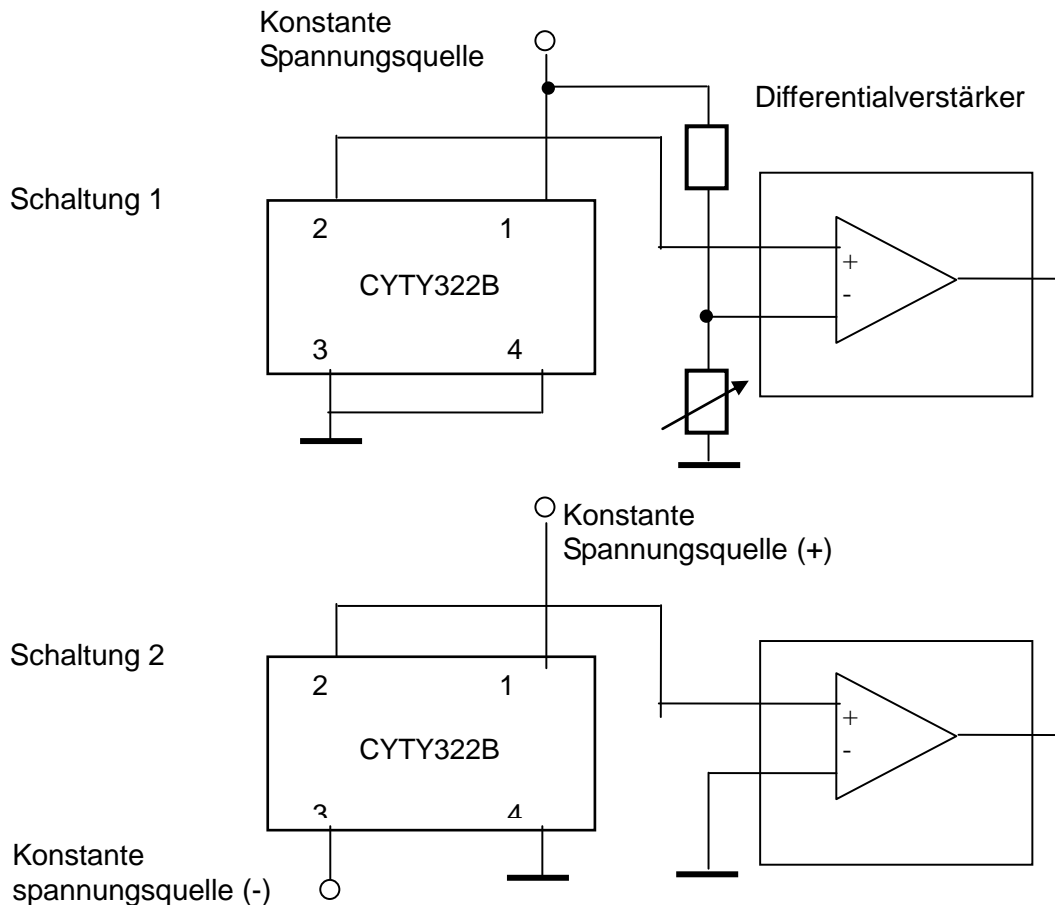 Konstante
Spannungsquelle
Differentialverstärker
Schaltung 1
2 1
CYTY322B
3 4
+
-
Konstante
Spannungsquelle (+)
Schaltung 2
2 1
CYTY322B
3 4
+
-
Konstante
spannungsquelle (-)